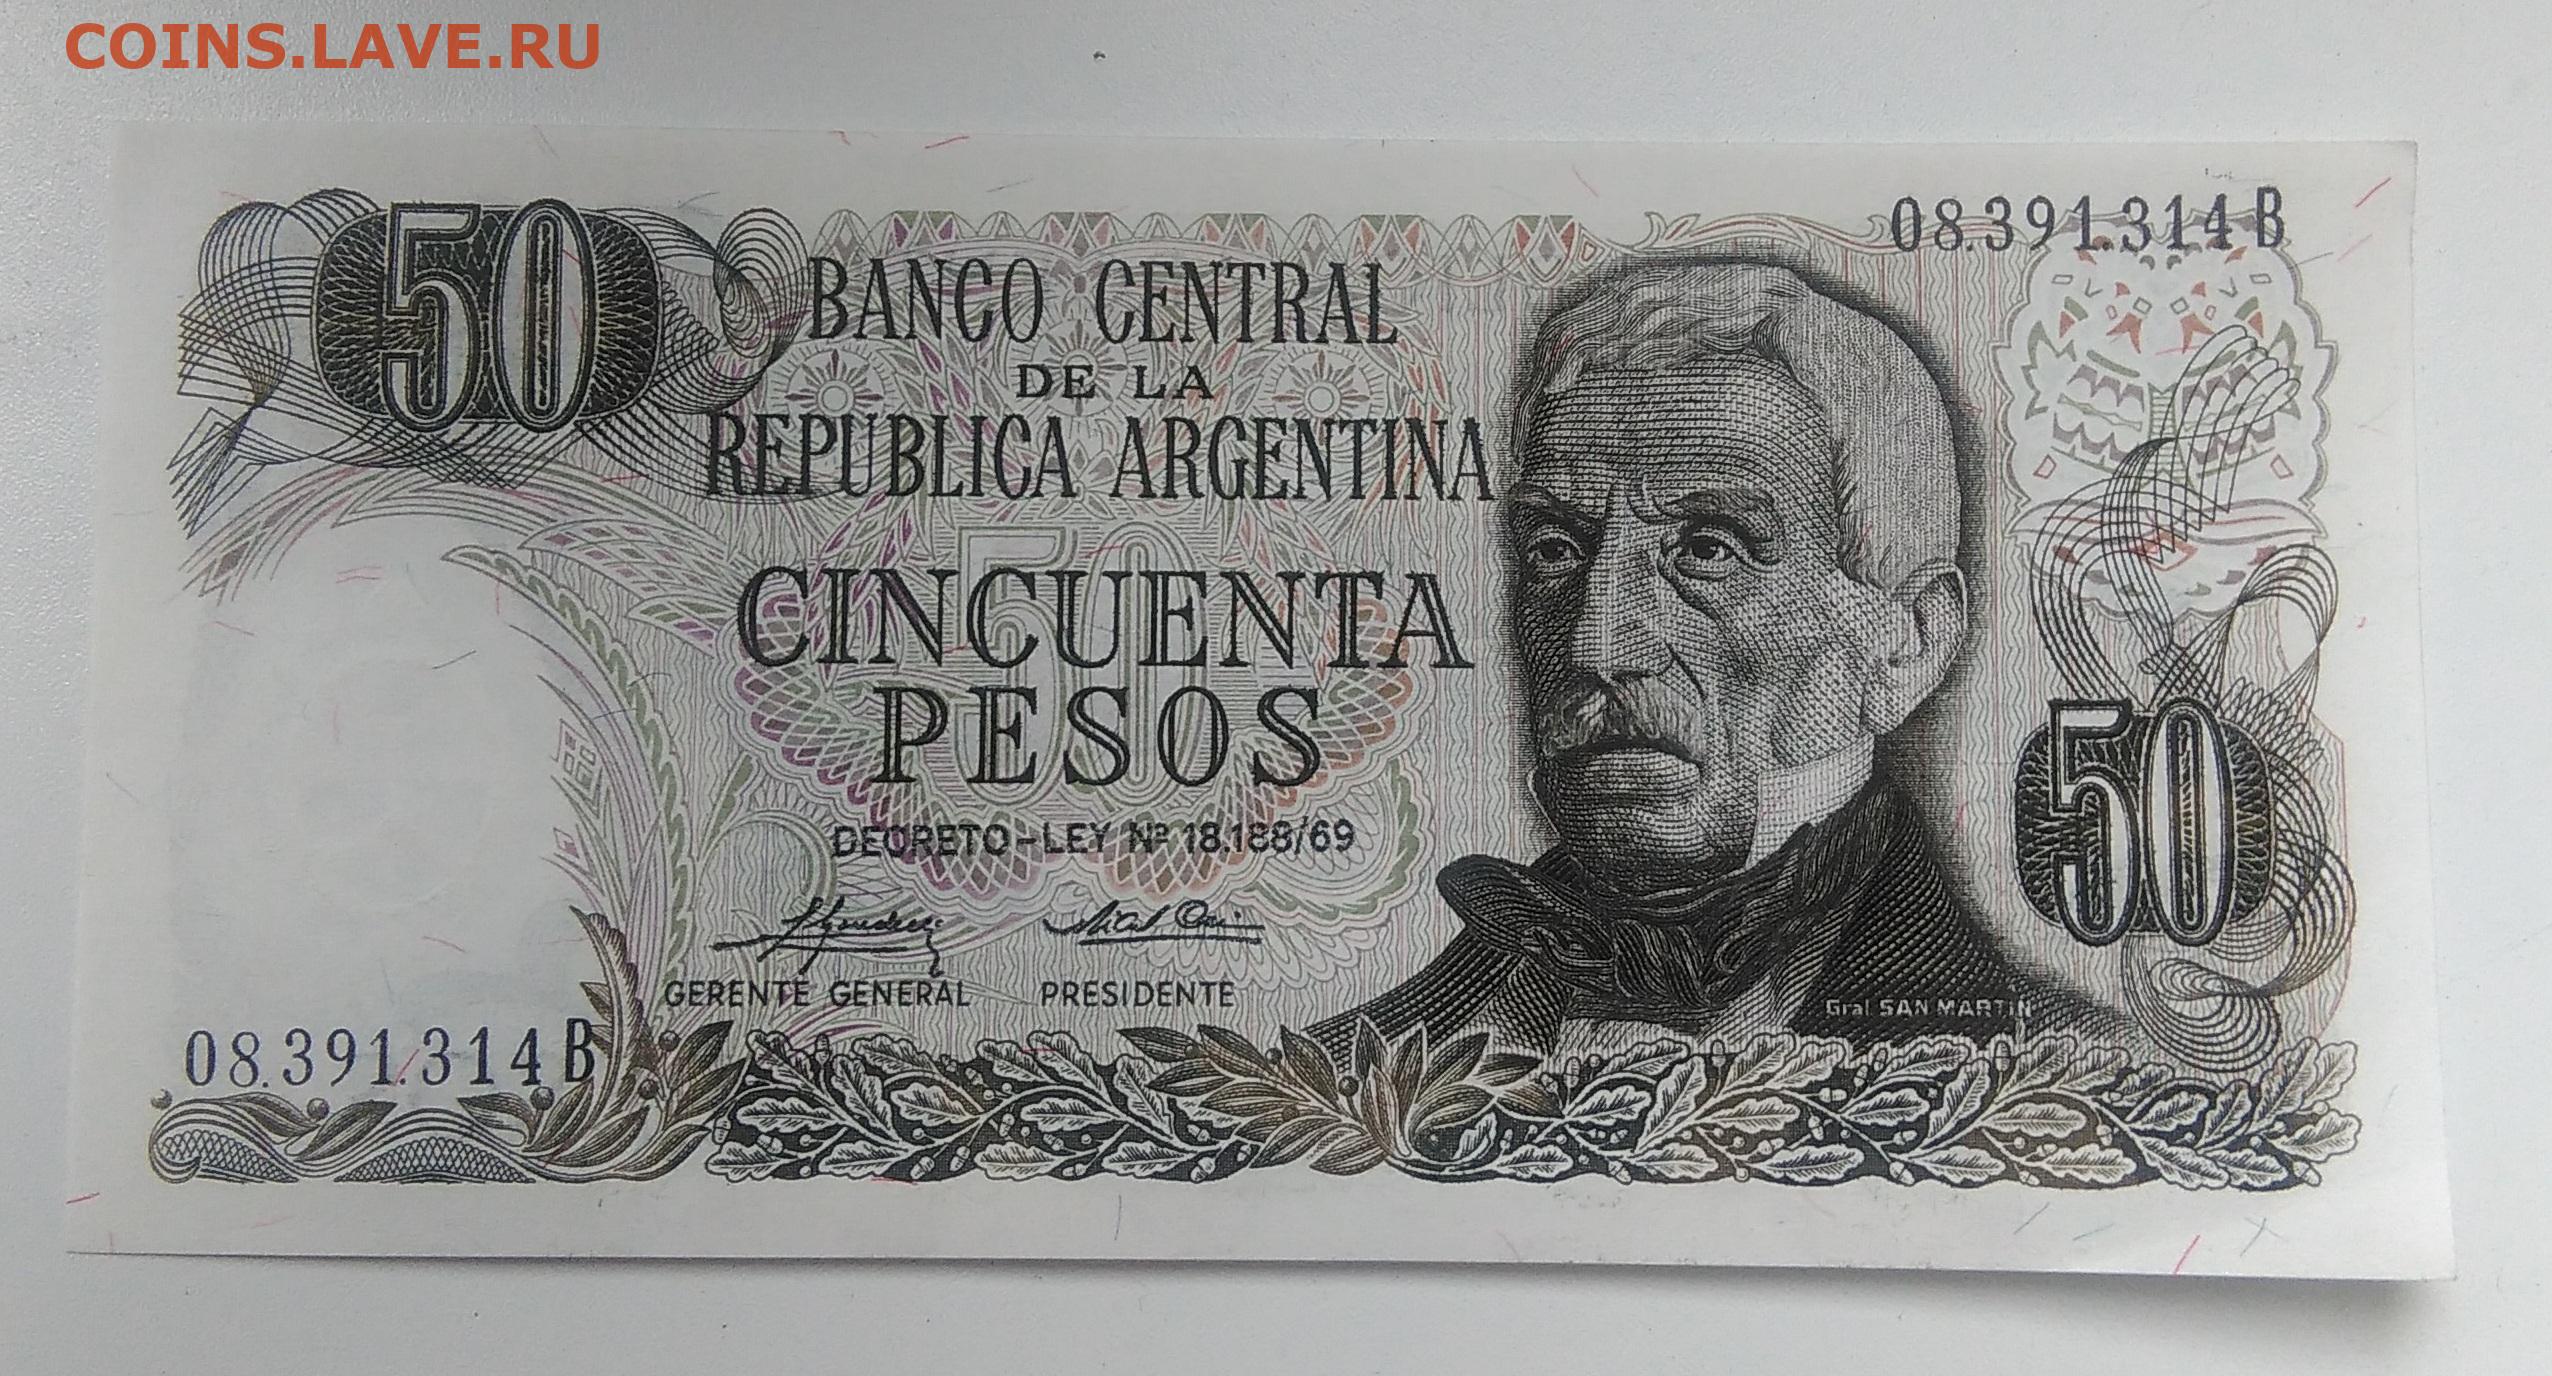 COINS.LAVE.RU
50
08.391.314 B
BANCO CENTRAL
DE LA
REPUBLICA ARGENTINA
50
CINCUENTA
PESOS
50
DECRETO-LEY Nº 18.188/69
GERENTE GENERAL PRESIDENTE
Gral SAN MARTIN
08.391.314 B